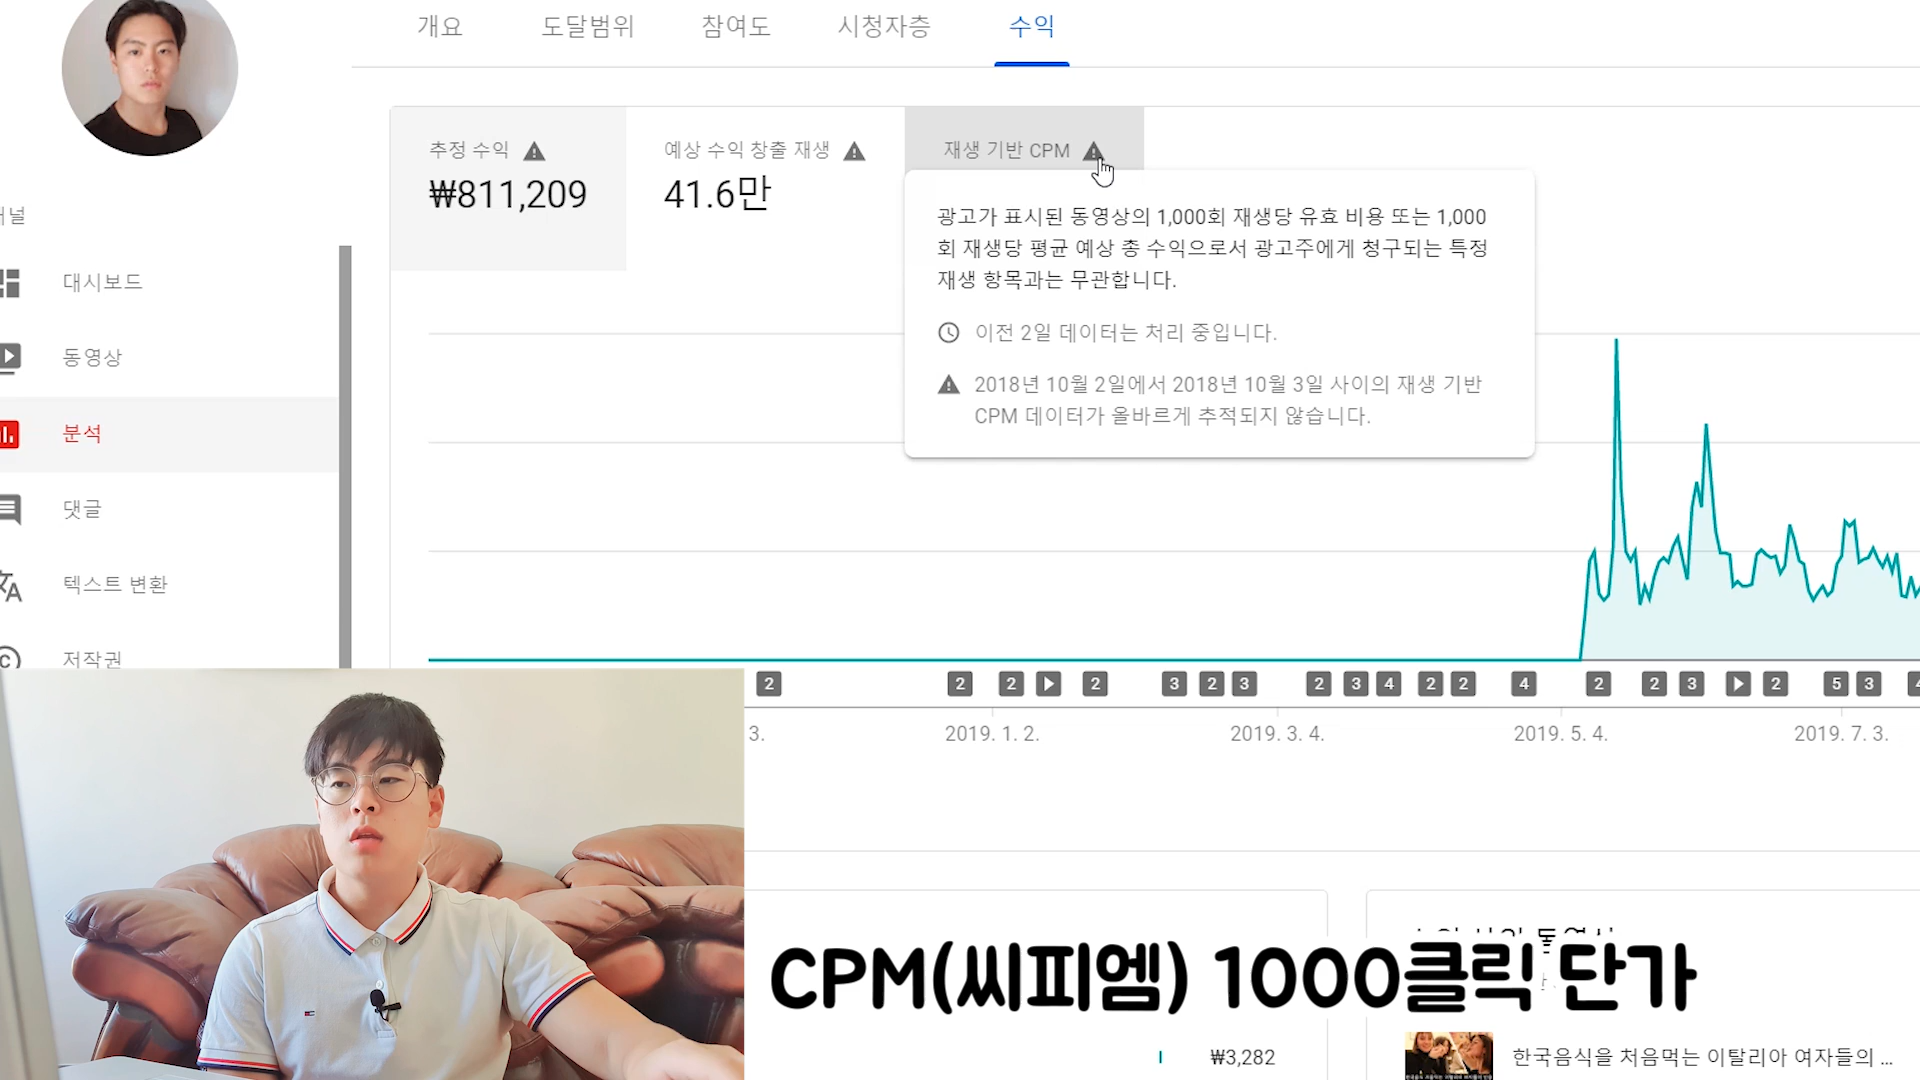 개요 도달범위 참여도 시청자층 수익
추정 수익
₩811,209
예상 수익 창출 재생
41.6만
재생 기반 CPM
광고가 표시된 동영상의 1,000회 재생당 유효 비용 또는 1,000
회 재생당 평균 예상 총 수익으로서 광고주에게 청구되는 특정
재생 항목과는 무관합니다.
이전 2일 데이터는 처리 중입니다.
2018년 10월 2일에서 2018년 10월 3일 사이의 재생 기반
CPM 데이터가 올바르게 추적되지 않습니다.
대시보드
동영상
분석
댓글
텍스트 변환
저작권
2 2 2 2 3 2 3 2 3 4 2 2 4 2 2 3 2 5 3 4
3. 2019. 1. 2. 2019. 3. 4. 2019. 5. 4. 2019. 7. 3.
CPM(씨피엠) 1000클릭 단가
₩3,282
한국음식을 처음먹는 이탈리아 여자들의 ...